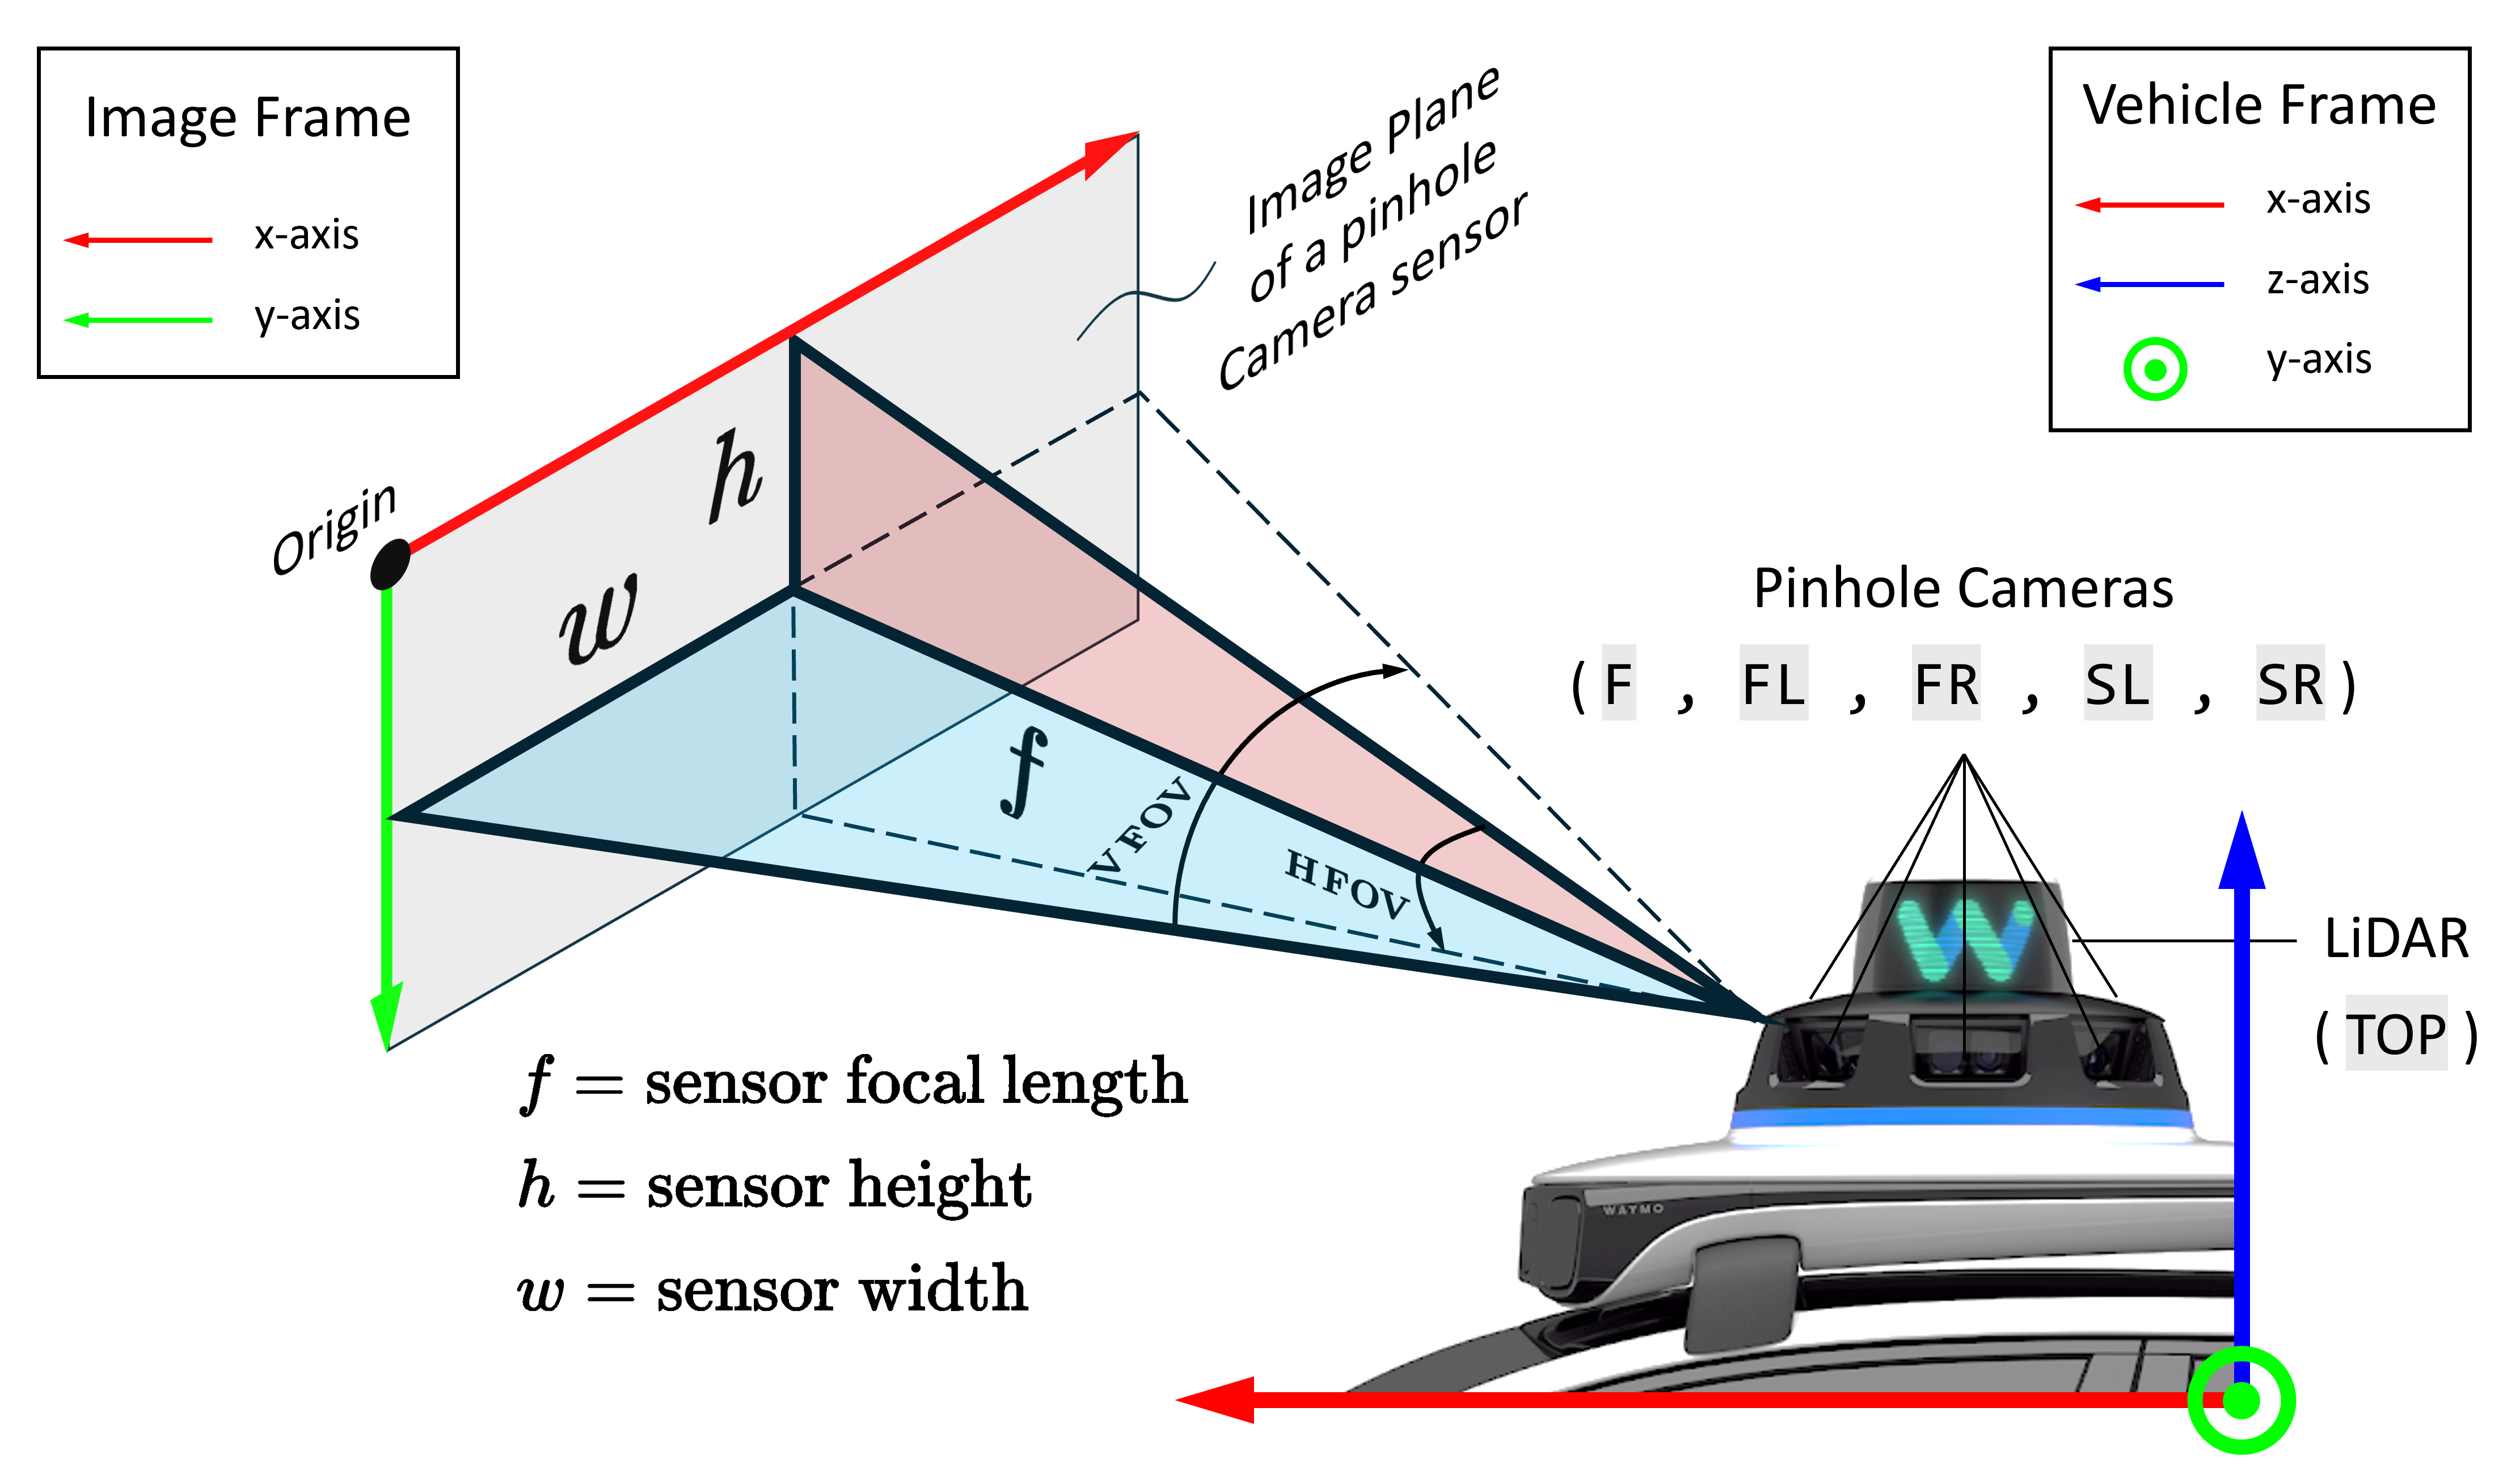 Image Frame
x-axis
y-axis
Image Plane
of a pinhole
Camera sensor
Vehicle Frame
x-axis
z-axis
y-axis
Origin
h
w
f
VFOV
HFOV
Pinhole Cameras
( F , FL , FR , SL , SR )
W
LiDAR
( TOP )
WAYMO
f = sensor focal length
h = sensor height
w = sensor width